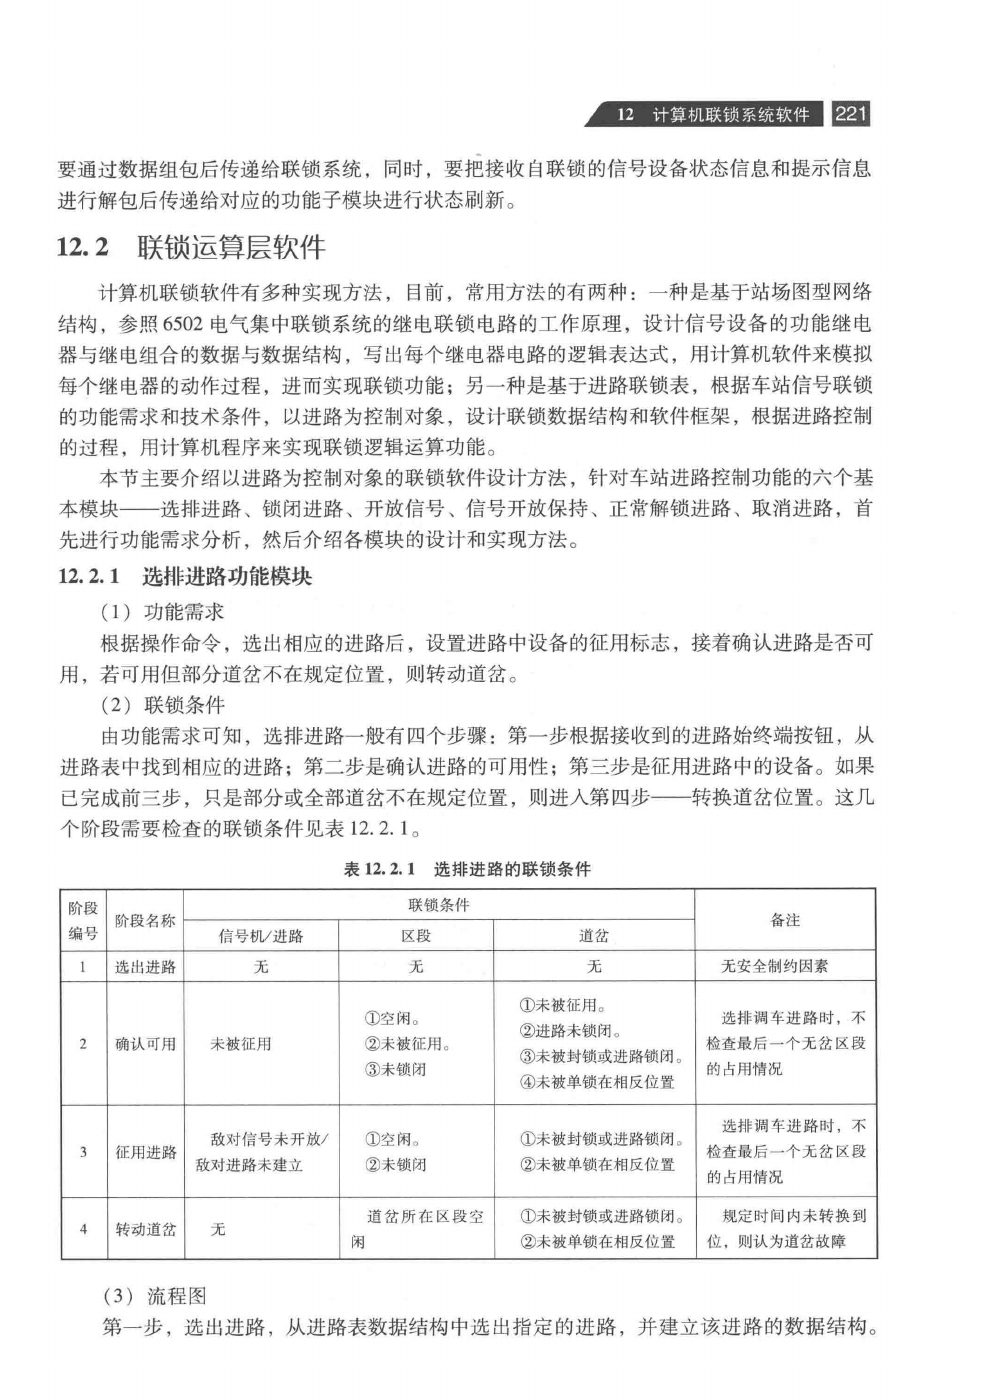 12 计算机联锁系统软件 221
要通过数据组包后传递给联锁系统，同时，要把接收自联锁的信号设备状态信息和提示信息
进行解包后传递给对应的功能子模块进行状态刷新。
12.2 联锁运算层软件
计算机联锁软件有多种实现方法，目前，常用方法的有两种：一种是基于站场图型网络
结构，参照 6502 电气集中联锁系统的继电联锁电路的工作原理，设计信号设备的功能继电
器与继电组合的数据与数据结构，写出每个继电器电路的逻辑表达式，用计算机软件来模拟
每个继电器的动作过程，进而实现联锁功能；另一种是基于进路联锁表，根据车站信号联锁
的功能需求和技术条件，以进路为控制对象，设计联锁数据结构和软件框架，根据进路控制
的过程，用计算机程序来实现联锁逻辑运算功能。
本节主要介绍以进路为控制对象的联锁软件设计方法，针对车站进路控制功能的六个基
本模块——选排进路、锁闭进路、开放信号、信号开放保持、正常解锁进路、取消进路，首
先进行功能需求分析，然后介绍各模块的设计和实现方法。
12.2.1 选排进路功能模块
（1）功能需求
根据操作命令，选出相应的进路后，设置进路中设备的征用标志，接着确认进路是否可
用，若可用但部分道岔不在规定位置，则转动道岔。
（2）联锁条件
由功能需求可知，选排进路一般有四个步骤：第一步根据接收到的进路始终端按钮，从
进路表中找到相应的进路；第二步是确认进路的可用性；第三步是征用进路中的设备。如果
已完成前三步，只是部分或全部道岔不在规定位置，则进入第四步——转换道岔位置。这几
个阶段需要检查的联锁条件见表 12.2.1。
表 12.2.1 选排进路的联锁条件
阶段
编号
阶段名称
联锁条件
备注
信号机/进路
区段
道岔
1
选出进路
无
无
无
无安全制约因素
2
确认可用
未被征用
①空闲。
②未被征用。
③未锁闭
①未被征用。
②进路未锁闭。
③未被封锁或进路锁闭。
④未被单锁在相反位置
选排调车进路时，不
检查最后一个无岔区段
的占用情况
3
征用进路
敌对信号未开放/
敌对进路未建立
①空闲。
②未锁闭
①未被封锁或进路锁闭。
②未被单锁在相反位置
选排调车进路时，不
检查最后一个无岔区段
的占用情况
4
转动道岔
无
道岔所在区段空
闲
①未被封锁或进路锁闭。
②未被单锁在相反位置
规定时间内未转换到
位，则认为道岔故障
（3）流程图
第一步，选出进路，从进路表数据结构中选出指定的进路，并建立该进路的数据结构。